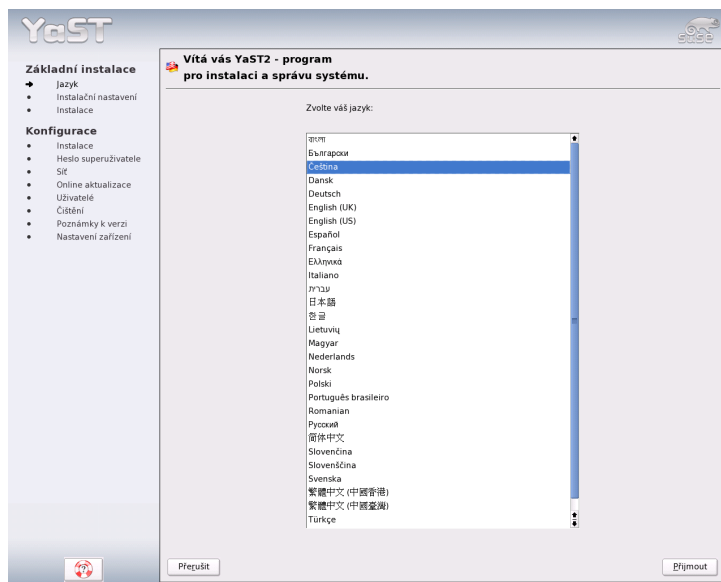 YaST
SUSE
Základní instalace
Jazyk
Instalační nastavení
Instalace
Konfigurace
Instalace
Heslo superuživatele
Síť
Online aktualizace
Uživatelé
Čištění
Poznámky k verzi
Nastavení zařízení
Vítá vás YaST2 - program
pro instalaci a správu systému.
Zvolte váš jazyk:
বাংলা
Български
Čeština
Dansk
Deutsch
English (UK)
English (US)
Español
Français
Ελληνικά
Italiano
עברית
日本語
한글
Lietuvių
Magyar
Nederlands
Norsk
Polski
Português brasileiro
Romanian
Русский
简体中文
Slovenčina
Slovenščina
Svenska
繁體中文 (中國香港)
繁體中文 (中國臺灣)
Türkçe
Přerušit
Přijmout